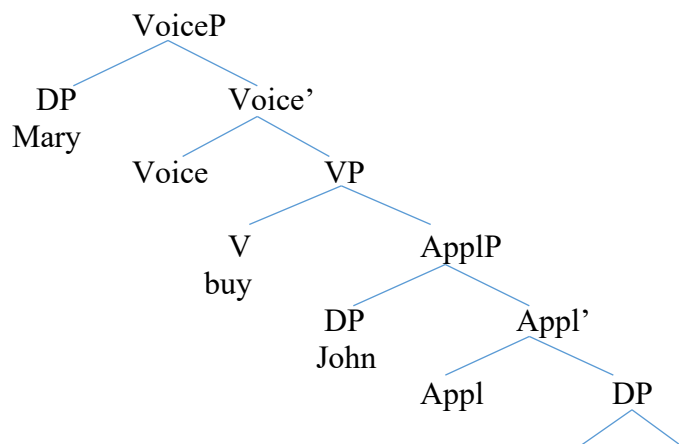 VoiceP
DP Voice’
Mary
Voice VP
V ApplP
buy
DP Appl’
John
Appl DP